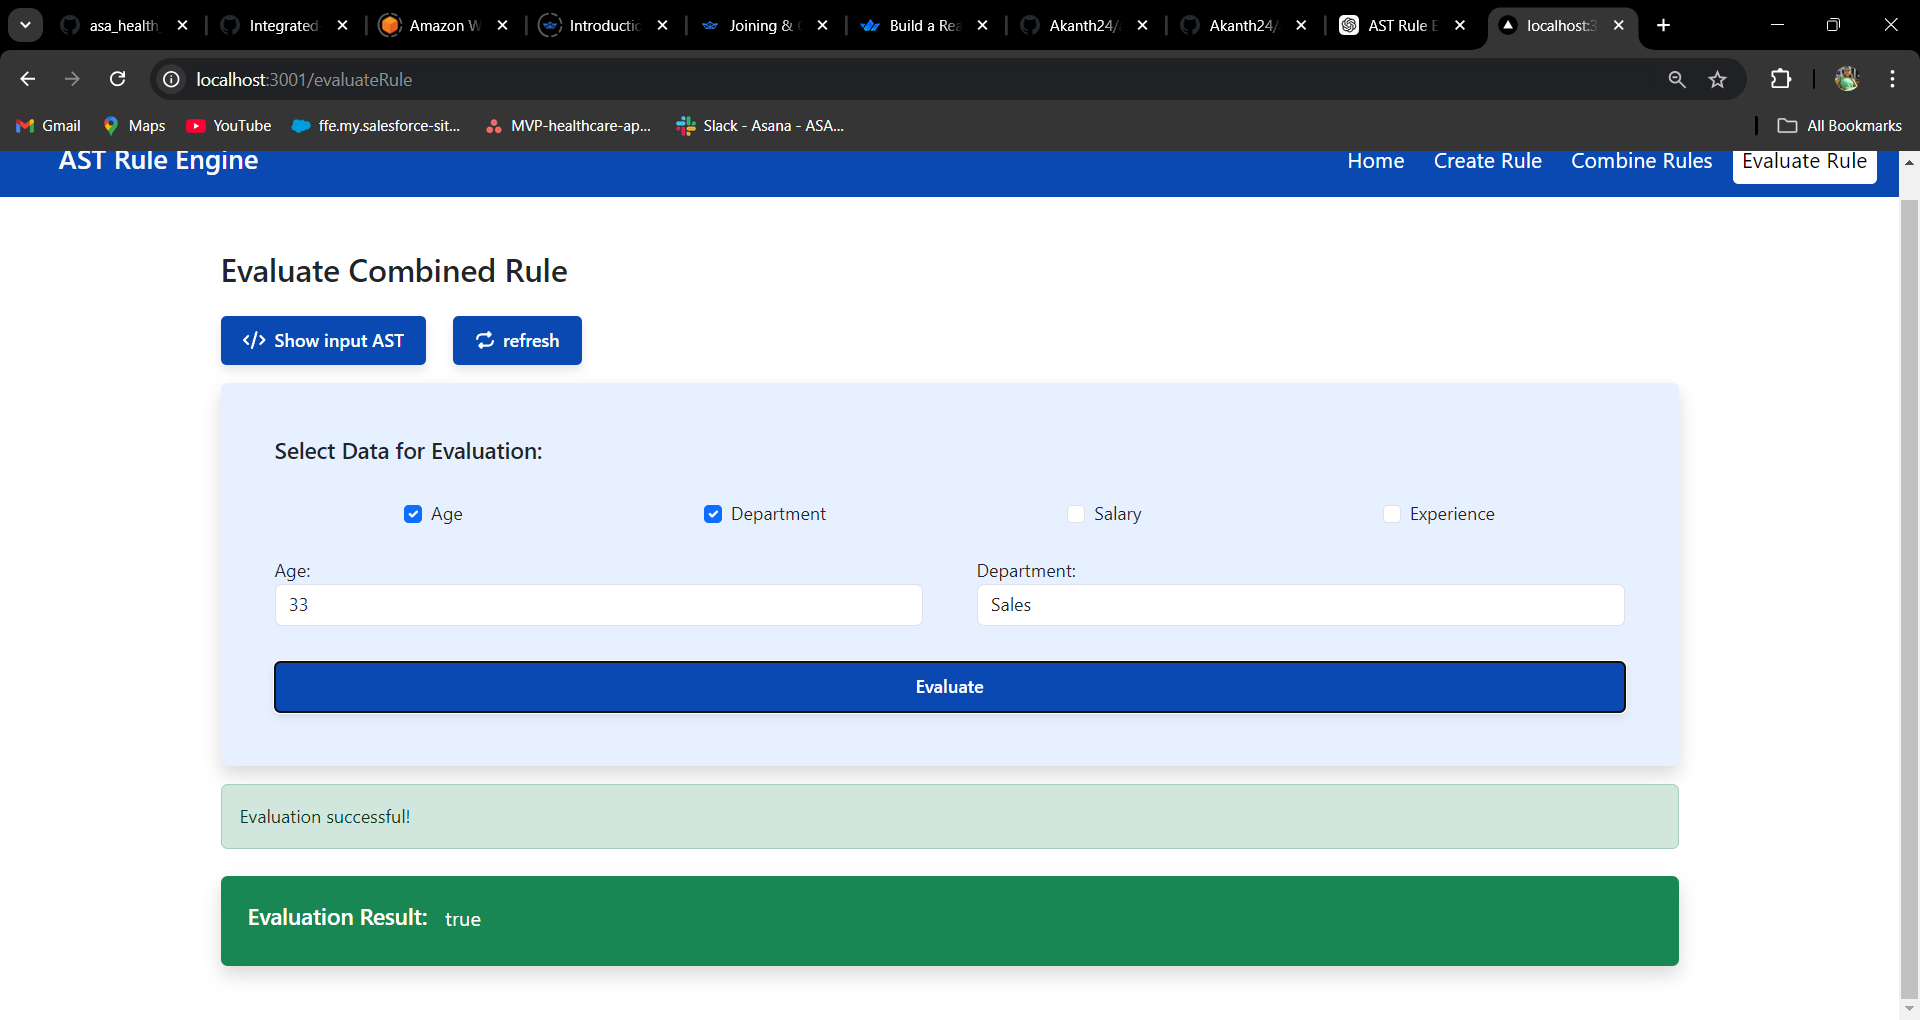 asa_health
Integrated
Amazon W
Introductio
Joining &
Build a Rea
Akanth24/
Akanth24/
AST Rule E
localhost:3
localhost:3001/evaluateRule
Gmail
Maps
YouTube
ffe.my.salesforce-sit...
MVP-healthcare-ap...
Slack - Asana - ASA...
All Bookmarks
AST Rule Engine
Home
Create Rule
Combine Rules
Evaluate Rule
Evaluate Combined Rule
</> Show input AST
refresh
Select Data for Evaluation:
Age
Department
Salary
Experience
Age:
Department:
33
Sales
Evaluate
Evaluation successful!
Evaluation Result: true